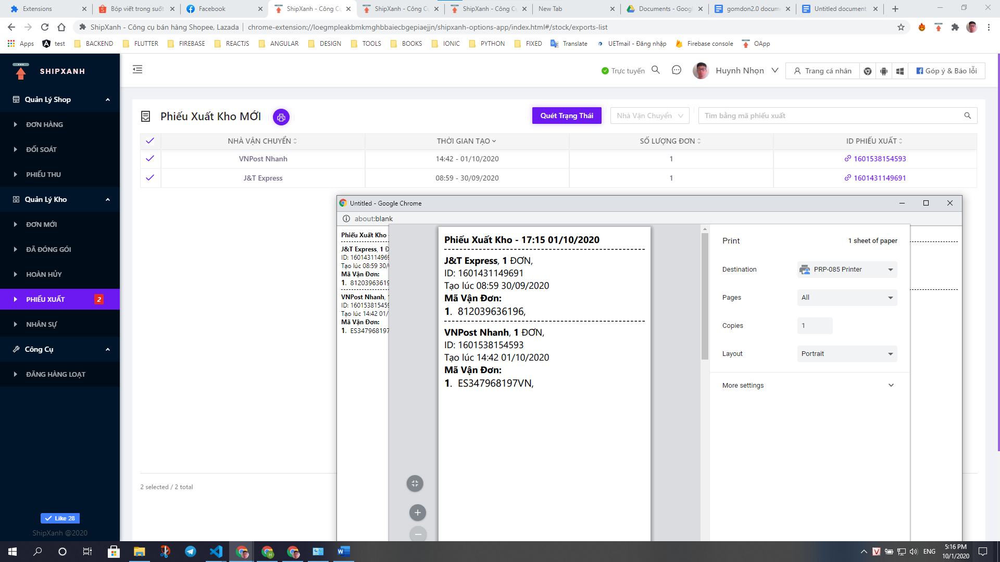 Extensions
Bóp viết trong suốt
Facebook
ShipXanh - Công Cụ
ShipXanh - Công Cụ
ShipXanh - Công Cụ
New Tab
Documents - Googl
gomdon2.0 docum
Untitled document
ShipXanh - Công cụ bán hàng Shopee, Lazada
chrome-extension://loegmpleakbmkmghbbaiecbgepiaejjn/shipxanh-options-app/index.html#/stock/exports-list
Apps
test
BACKEND
FLUTTER
FIREBASE
REACTJS
ANGULAR
DESIGN
TOOLS
BOOKS
IONIC
PYTHON
FIXED
Translate
UETmail - Đăng nhập
Firebase console
OApp
SHIPXANH
Trực tuyến
Huynh Nhọn
Trang cá nhân
Góp ý & Báo lỗi
Quản Lý Shop
ĐƠN HÀNG
ĐỐI SOÁT
PHIẾU THU
Quản Lý Kho
ĐƠN MỚI
ĐÃ ĐÓNG GÓI
HOÀN HỦY
PHIẾU XUẤT 2
NHÂN SỰ
Công Cụ
ĐĂNG HÀNG LOẠT
Like 28
ShipXanh @2020
Phiếu Xuất Kho MỚI
Quét Trạng Thái
Nhà Vận Chuyển
Tìm bằng mã phiếu xuất
NHÀ VẬN CHUYỂN
THỜI GIAN TẠO
SỐ LƯỢNG ĐƠN
ID PHIẾU XUẤT
VNPost Nhanh
14:42 - 01/10/2020
1
1601538154593
J&T Express
08:59 - 30/09/2020
1
1601431149691
2 selected / 2 total
Untitled - Google Chrome
about:blank
Phiếu Xuất Kho -
J&T Express, 1 Đ
ID: 160143114969
Tạo lúc 08:59 30/
Mã Vận Đơn:
1. 81203963619
VNPost Nhanh, 1
ID: 160153815459
Tạo lúc 14:42 01/
Mã Vận Đơn:
1. ES347968197
Phiếu Xuất Kho - 17:15 01/10/2020
J&T Express, 1 ĐƠN,
ID: 1601431149691
Tạo lúc 08:59 30/09/2020
Mã Vận Đơn:
1. 812039636196,
VNPost Nhanh, 1 ĐƠN,
ID: 1601538154593
Tạo lúc 14:42 01/10/2020
Mã Vận Đơn:
1. ES347968197VN,
Print
1 sheet of paper
Destination
PRP-085 Printer
Pages
All
Copies
1
Layout
Portrait
More settings
ENG
5:16 PM
10/1/2020